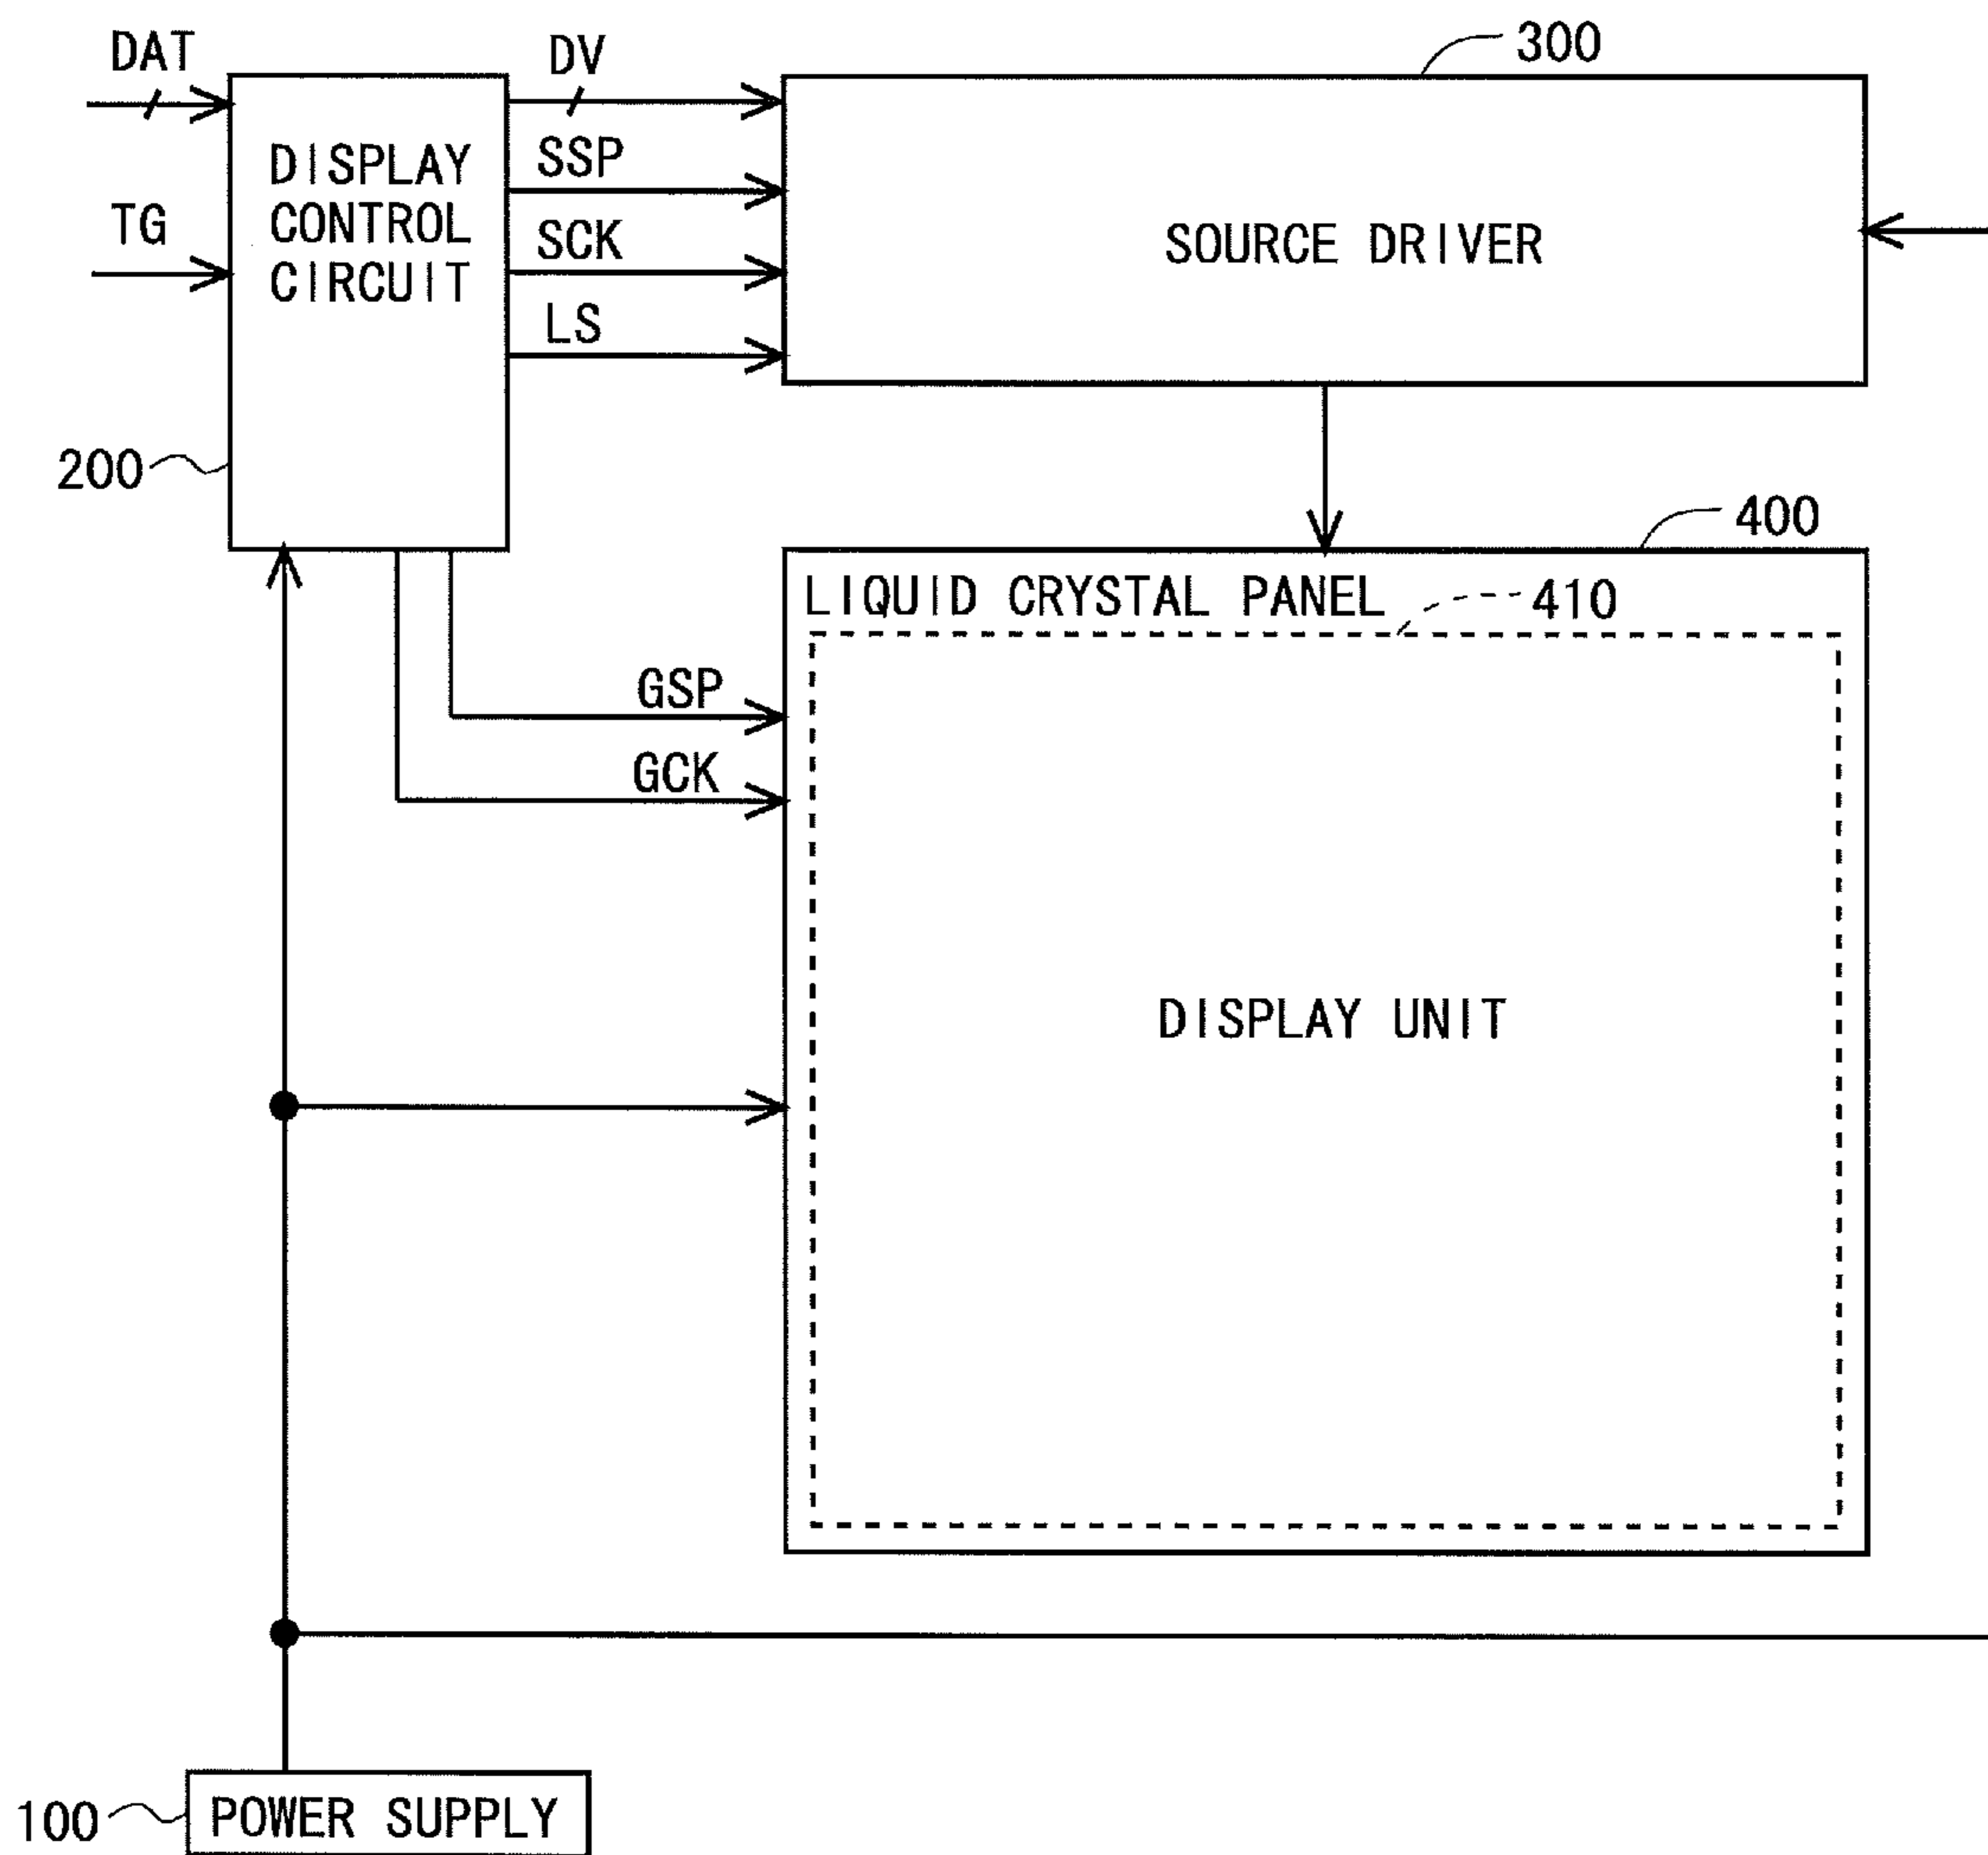 DAT
DV
300
DISPLAY
CONTROL
CIRCUIT
SSP
TG
SCK
SOURCE DRIVER
LS
200
400
LIQUID CRYSTAL PANEL
410
GSP
GCK
DISPLAY UNIT
100
POWER SUPPLY